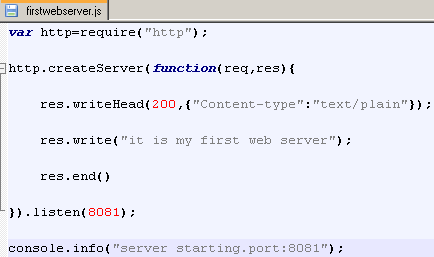 firstwebserver.js
var http=require("http");
http.createServer(function(req,res){
res.writeHead(200,{"Content-type":"text/plain"});
res.write("it is my first web server");
res.end()
}).listen(8081);
console.info("server starting.port:8081");